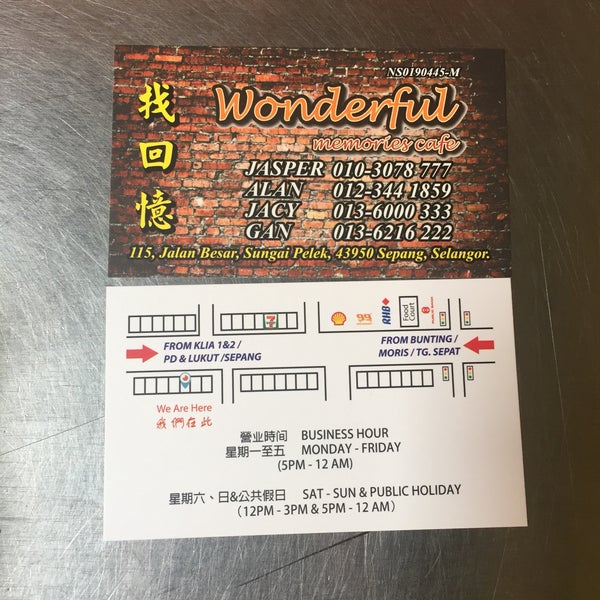 NS0190445-M
找回憶
Wonderful
memories cafe
JASPER 010-3078 777
ALAN 012-344 1859
JACY 013-6000 333
GAN 013-6216 222
115, Jalan Besar, Sungai Pelek, 43950 Sepang, Selangor.
99
RHB
Food Court
FROM KLIA 1&2 /
PD & LUKUT /SEPANG
FROM BUNTING /
MORIS / TG. SEPAT
We Are Here
我們在此
營业時间 BUSINESS HOUR
星期一至五 MONDAY - FRIDAY
(5PM - 12 AM)
星期六、日&公共假日 SAT - SUN & PUBLIC HOLIDAY
(12PM - 3PM & 5PM - 12 AM)